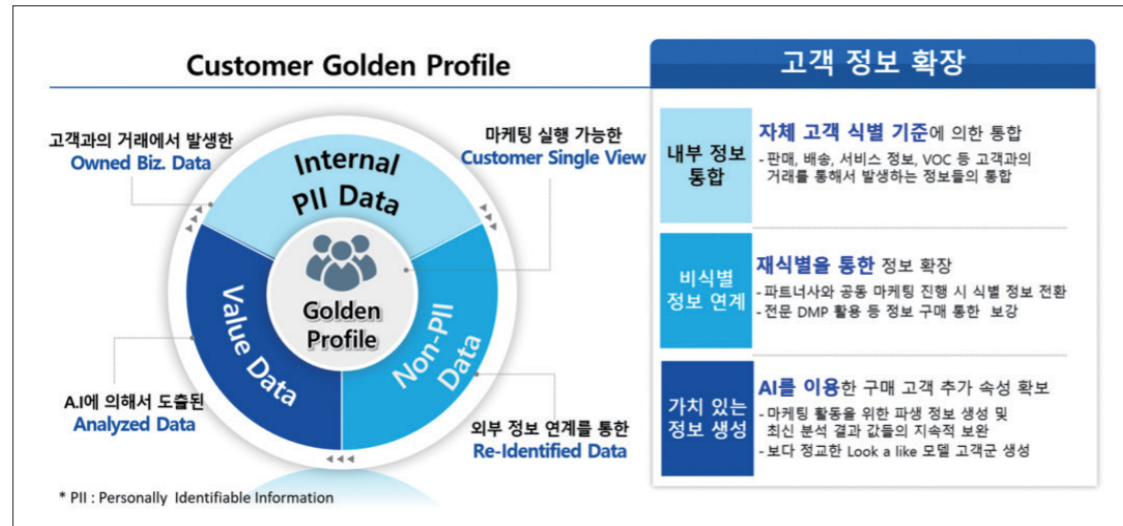 Customer Golden Profile
고객과의 거래에서 발생한
Owned Biz. Data
마케팅 실행 가능한
Customer Single View
Internal
PII Data
Golden
Profile
Value Data
Non-PII
Data
A.I에 의해서 도출된
Analyzed Data
외부 정보 연계를 통한
Re-Identified Data
* PII : Personally Identifiable Information
고객 정보 확장
내부 정보
통합
자체 고객 식별 기준에 의한 통합
- 판매, 배송, 서비스 정보, VOC 등 고객과의
거래를 통해서 발생하는 정보들의 통합
비식별
정보 연계
재식별을 통한 정보 확장
- 파트너사와 공동 마케팅 진행 시 식별 정보 전환
- 전문 DMP 활용 등 정보 구매 통한 보강
가치 있는
정보 생성
AI를 이용한 구매 고객 추가 속성 확보
- 마케팅 활동을 위한 파생 정보 생성 및
최신 분석 결과 값들의 지속적 보완
- 보다 정교한 Look a like 모델 고객군 생성